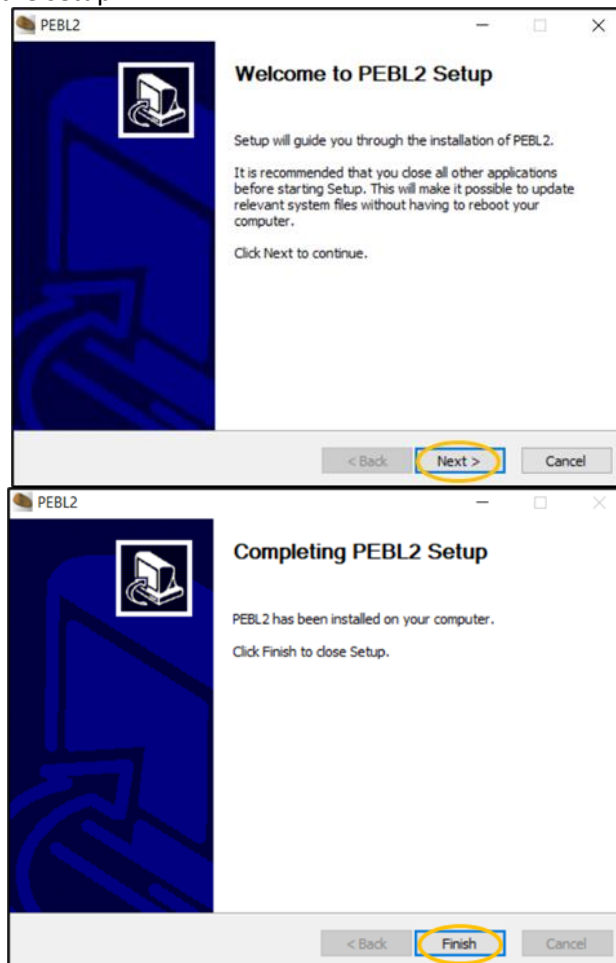 the setup
PEBL2
Welcome to PEBL2 Setup
Setup will guide you through the installation of PEBL2.
It is recommended that you close all other applications
before starting Setup. This will make it possible to update
relevant system files without having to reboot your
computer.
Click Next to continue.
< Back Next > Cancel
PEBL2
Completing PEBL2 Setup
PEBL2 has been installed on your computer.
Click Finish to close Setup.
< Back Finish Cancel